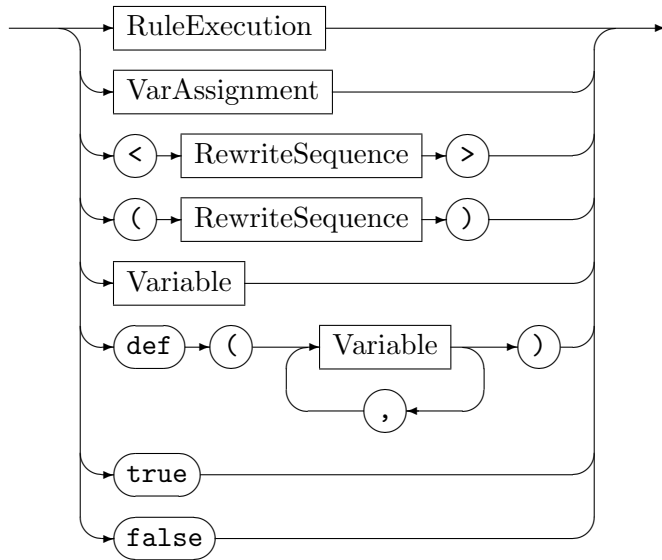 RuleExecution
VarAssignment
< RewriteSequence >
( RewriteSequence )
Variable
def ( Variable )
,
true
false